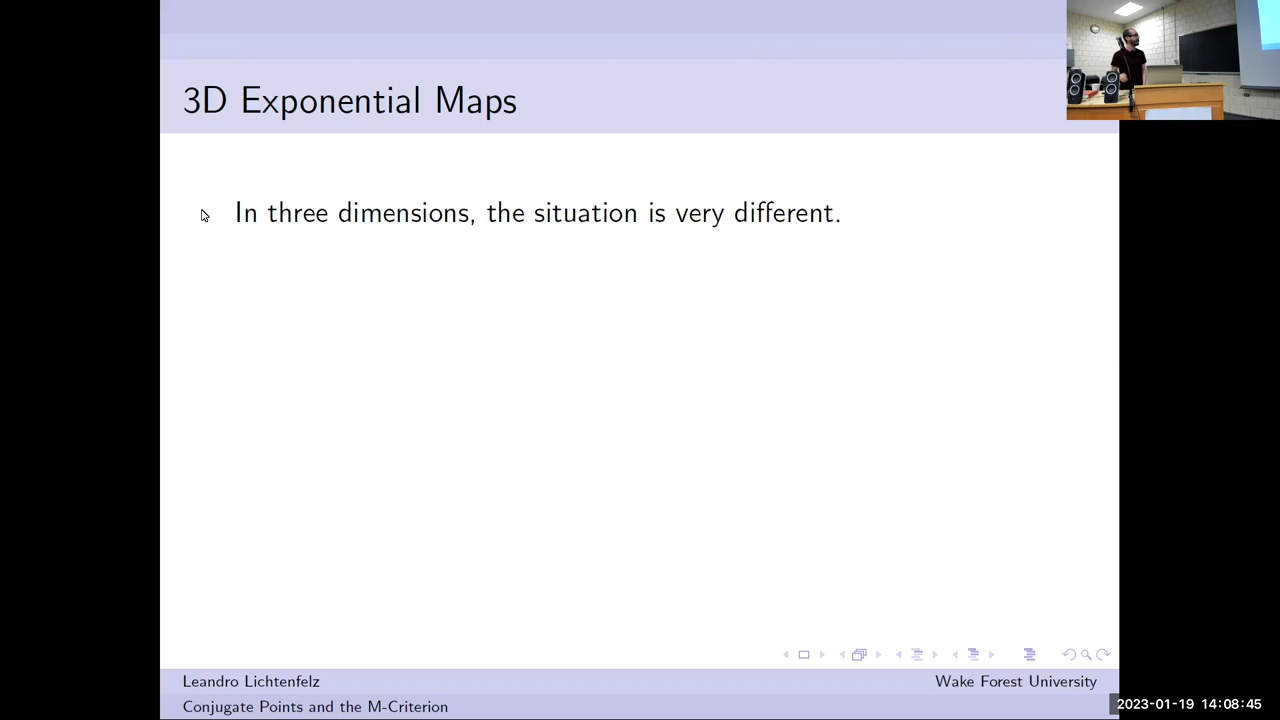 3D Exponential Maps
In three dimensions, the situation is very different.
Leandro Lichtenfelz
Wake Forest University
Conjugate Points and the M-Criterion
2023-01-19 14:08:45